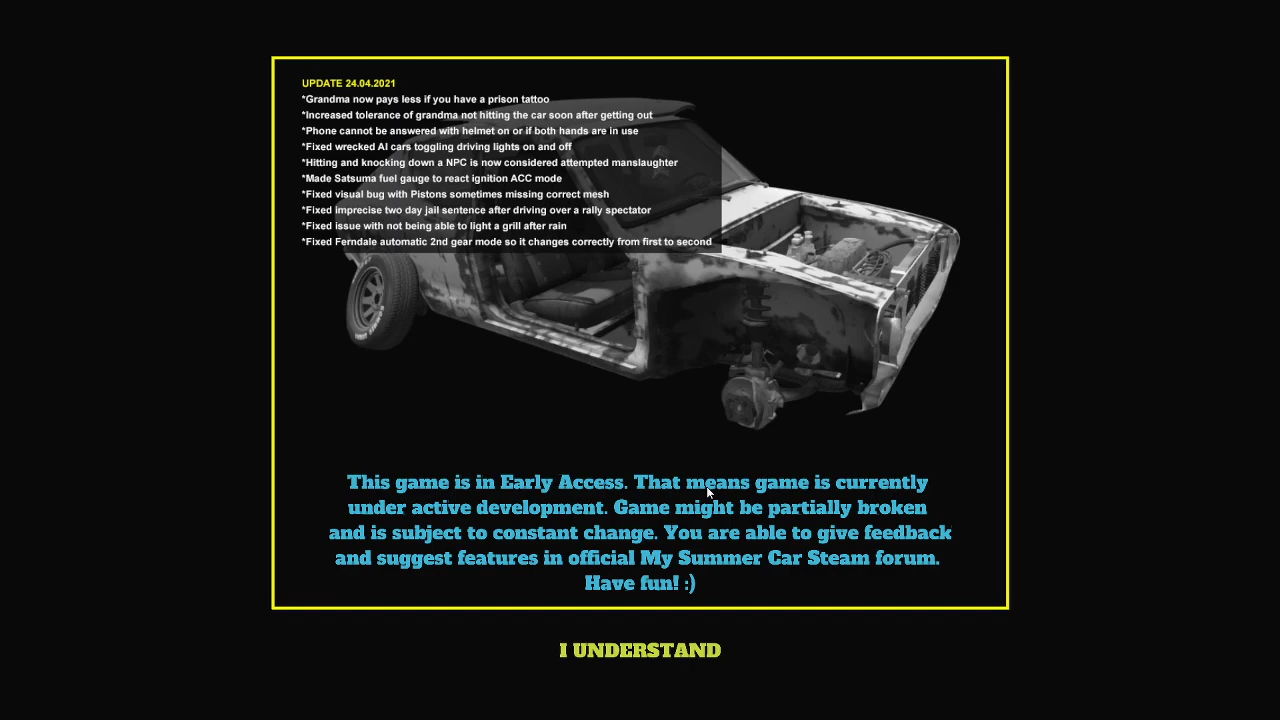 UPDATE 24.04.2021
*Grandma now pays less if you have a prison tattoo
*Increased tolerance of grandma not hitting the car soon after getting out
*Phone cannot be answered with helmet on or if both hands are in use
*Fixed wrecked AI cars toggling driving lights on and off
*Hitting and knocking down a NPC is now considered attempted manslaughter
*Made Satsuma fuel gauge to react ignition ACC mode
*Fixed visual bug with Pistons sometimes missing correct mesh
*Fixed imprecise two day jail sentence after driving over a rally spectator
*Fixed issue with not being able to light a grill after rain
*Fixed Ferndale automatic 2nd gear mode so it changes correctly from first to second
This game is in Early Access. That means game is currently
under active development. Game might be partially broken
and is subject to constant change. You are able to give feedback
and suggest features in official My Summer Car Steam forum.
Have fun! :)
I UNDERSTAND